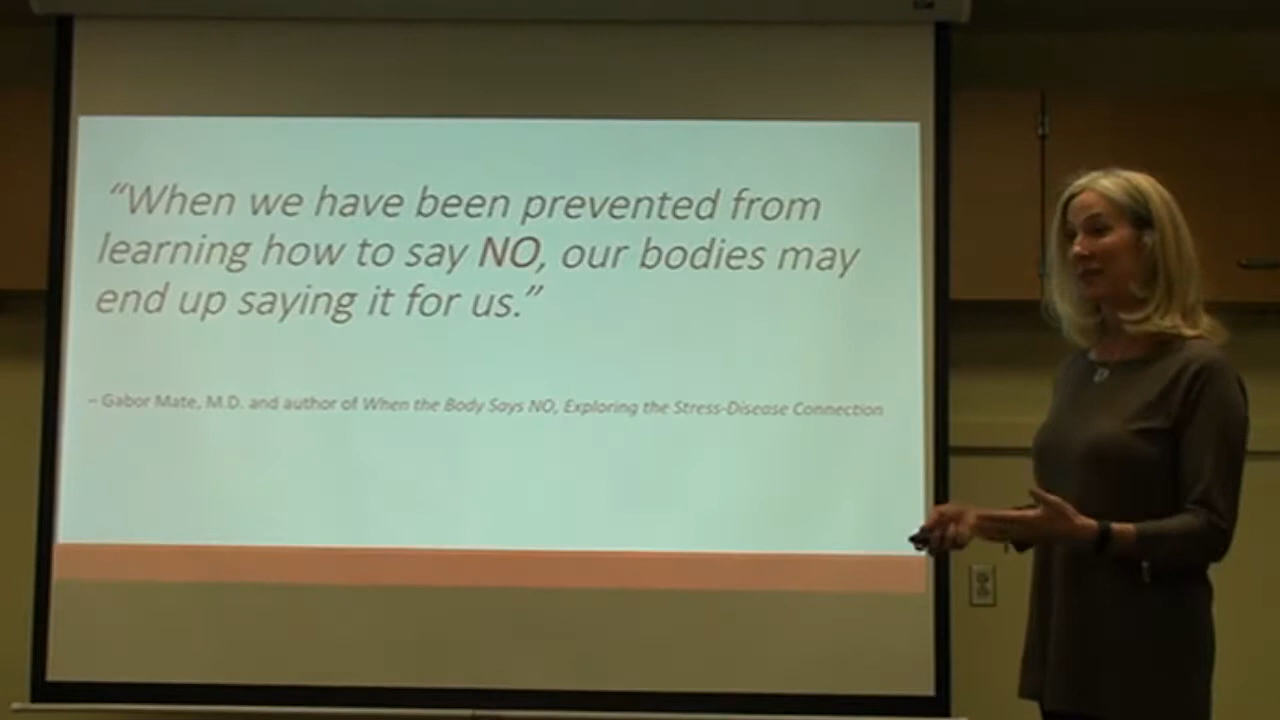 “When we have been prevented from
learning how to say NO, our bodies may
end up saying it for us.”
– Gabor Mate, M.D. and author of When the Body Says NO, Exploring the Stress-Disease Connection